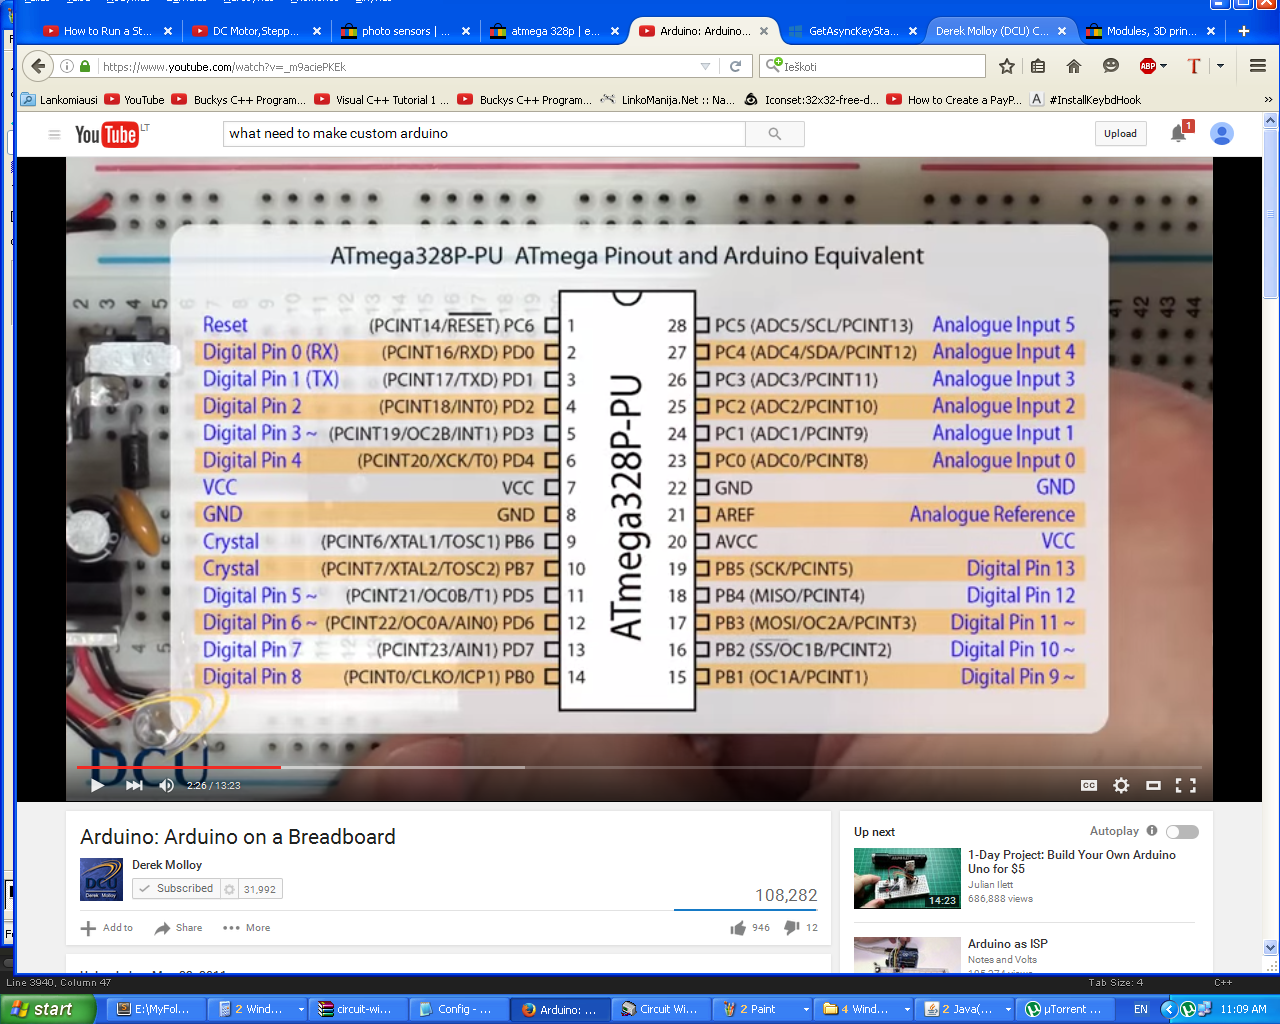 How to Run a St...
DC Motor,Stepp...
photo sensors | ...
atmega 328p | e...
Arduino: Arduino...
GetAsyncKeySta...
Derek Molloy (DCU) C...
Modules, 3D prin...
https://www.youtube.com/watch?v=_m9aciePKEk
Ieškoti
ABP
T
Lankomiausi
YouTube
Buckys C++ Program...
Visual C++ Tutorial 1 ...
Buckys C++ Program...
LinkoManija.Net :: Na...
Iconset:32x32-free-d...
How to Create a PayP...
A #InstallKeybdHook
YouTube LT
what need to make custom arduino
Upload
1
ATmega328P-PU ATmega Pinout and Arduino Equivalent
Reset (PCINT14/RESET) PC6 1 28 PC5 (ADC5/SCL/PCINT13) Analogue Input 5
Digital Pin 0 (RX) (PCINT16/RXD) PD0 2 27 PC4 (ADC4/SDA/PCINT12) Analogue Input 4
Digital Pin 1 (TX) (PCINT17/TXD) PD1 3 26 PC3 (ADC3/PCINT11) Analogue Input 3
Digital Pin 2 (PCINT18/INT0) PD2 4 25 PC2 (ADC2/PCINT10) Analogue Input 2
Digital Pin 3 ~ (PCINT19/OC2B/INT1) PD3 5 24 PC1 (ADC1/PCINT9) Analogue Input 1
Digital Pin 4 (PCINT20/XCK/T0) PD4 6 23 PC0 (ADC0/PCINT8) Analogue Input 0
VCC VCC 7 22 GND GND
GND GND 8 21 AREF Analogue Reference
Crystal (PCINT6/XTAL1/TOSC1) PB6 9 20 AVCC VCC
Crystal (PCINT7/XTAL2/TOSC2) PB7 10 19 PB5 (SCK/PCINT5) Digital Pin 13
Digital Pin 5 ~ (PCINT21/OC0B/T1) PD5 11 18 PB4 (MISO/PCINT4) Digital Pin 12
Digital Pin 6 ~ (PCINT22/OC0A/AIN0) PD6 12 17 PB3 (MOSI/OC2A/PCINT3) Digital Pin 11 ~
Digital Pin 7 (PCINT23/AIN1) PD7 13 16 PB2 (SS/OC1B/PCINT2) Digital Pin 10 ~
Digital Pin 8 (PCINT0/CLKO/ICP1) PB0 14 15 PB1 (OC1A/PCINT1) Digital Pin 9 ~
ATmega328P-PU
DCU
2:26 / 13:23
CC
Arduino: Arduino on a Breadboard
DCU
Derek Molloy
Derek Molloy
Subscribed 31,992
108,282
Add to
Share
More
946
12
Up next
Autoplay
1-Day Project: Build Your Own Arduino
Uno for $5
Julian Ilett
686,888 views
14:23
Arduino as ISP
Notes and Volts
Line 3940, Column 47
Tab Size: 4
C++
start
E:\MyFol...
2 Wind...
circuit-wi...
Config - ...
Arduino: ...
Circuit Wi...
2 Paint
4 Wind...
2 Java(...
µTorrent
EN
11:09 AM